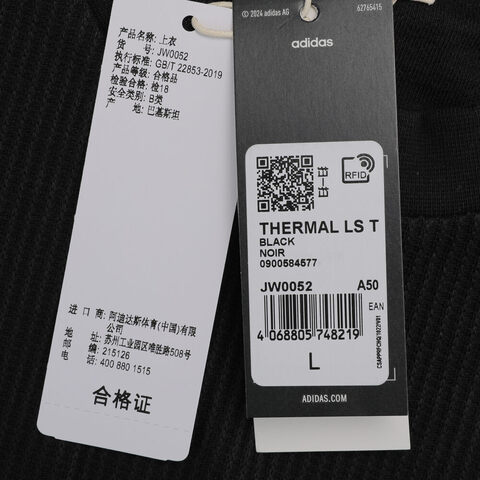 产品名称: 上衣
货 号: JW0052
执行标准: GB/T 22853-2019
产品等级: 合格品
检验合格: 检18
安全类别: B类
产 地: 巴基斯坦
进 口 商: 阿迪达斯体育(中国)有限公司
地 址: 苏州工业园区唯胜路508号
邮 编: 215126
电 话: 400 880 1515
合格证
© 2024 adidas AG
62765415
adidas
RFID
THERMAL LS T
BLACK
NOIR
0900584577
JW0052 A50
EAN
4 068805 748219
L
ADIDAS.COM